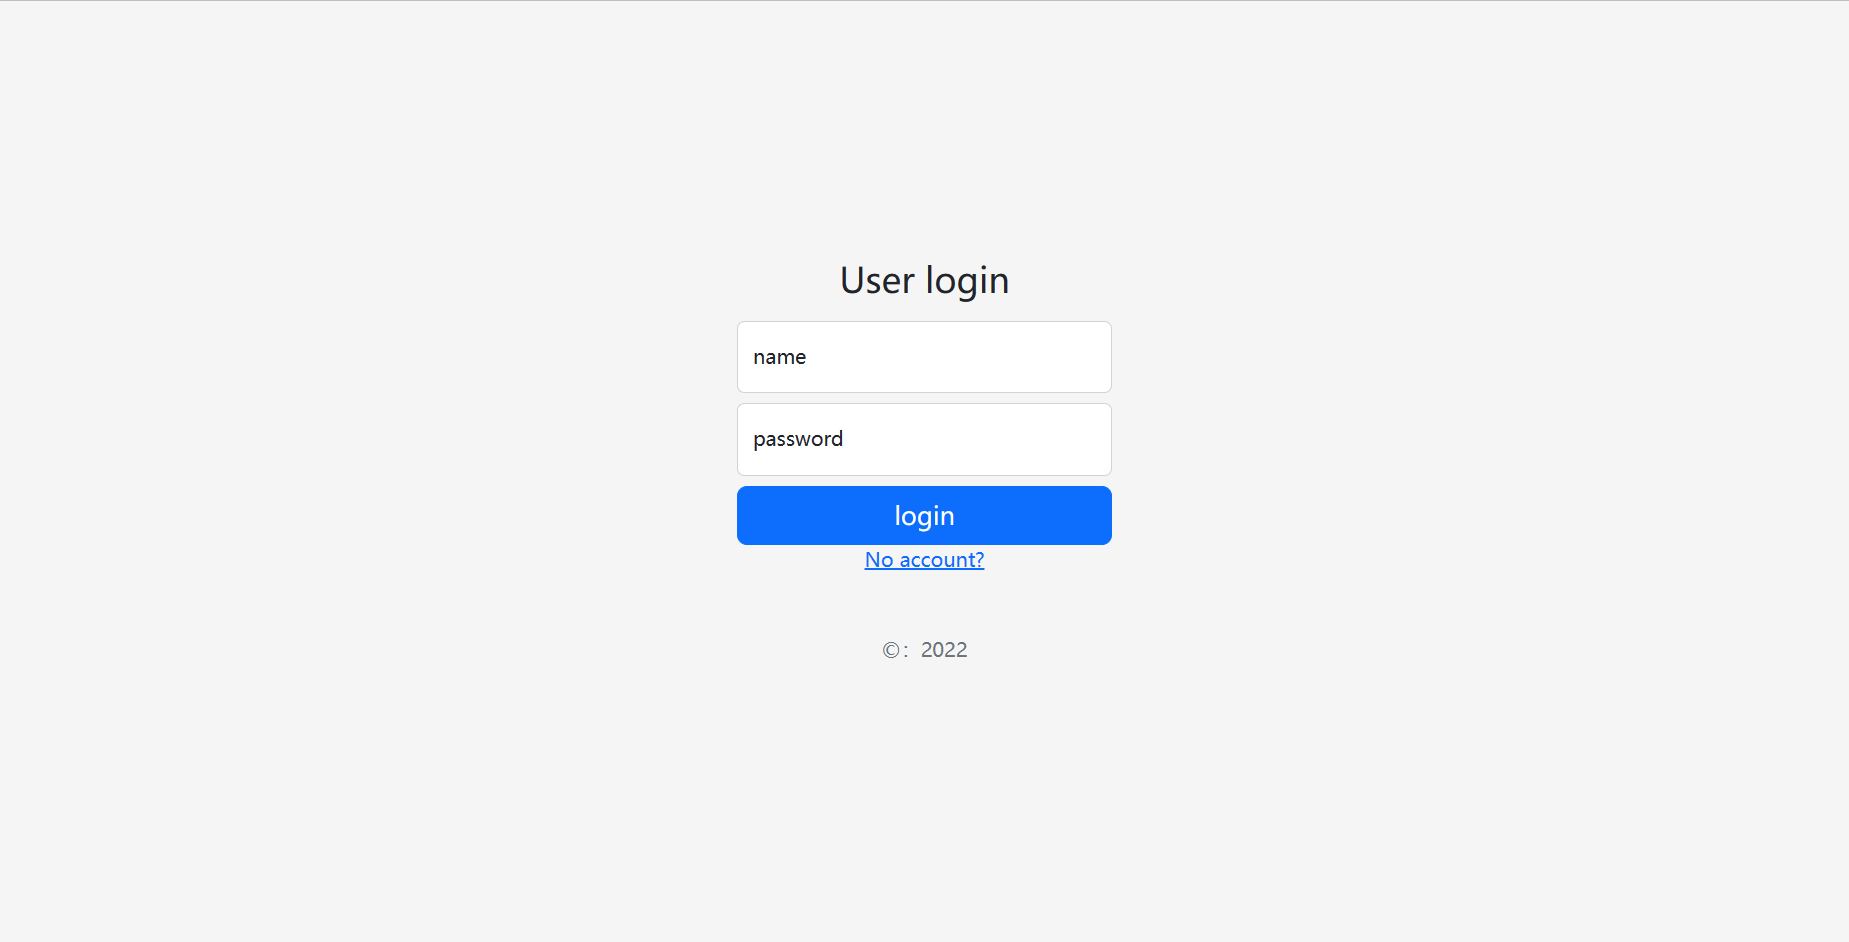 User login
name
password
login
No account?
©：2022